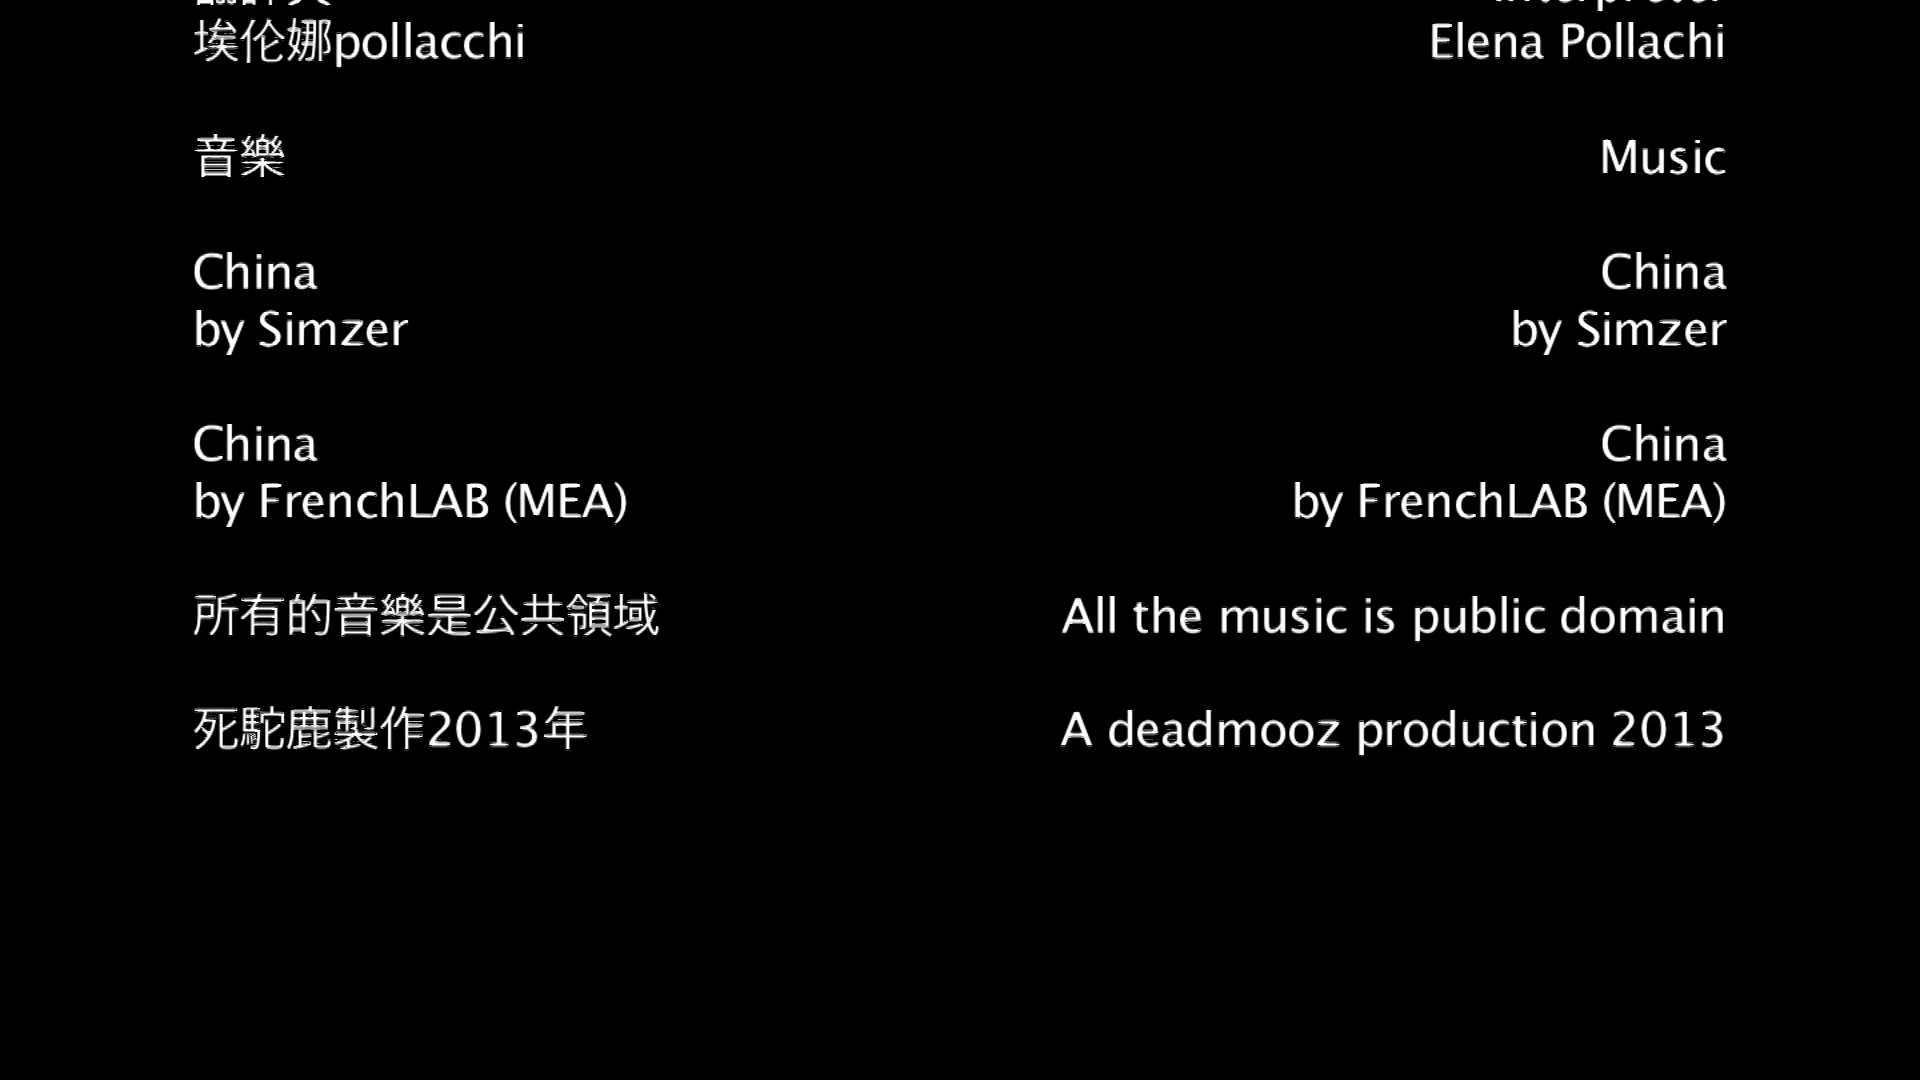 埃伦娜pollacchi
Elena Pollachi
音樂
Music
China
China
by Simzer
by Simzer
China
China
by FrenchLAB (MEA)
by FrenchLAB (MEA)
所有的音樂是公共領域
All the music is public domain
死駝鹿製作2013年
A deadmooz production 2013